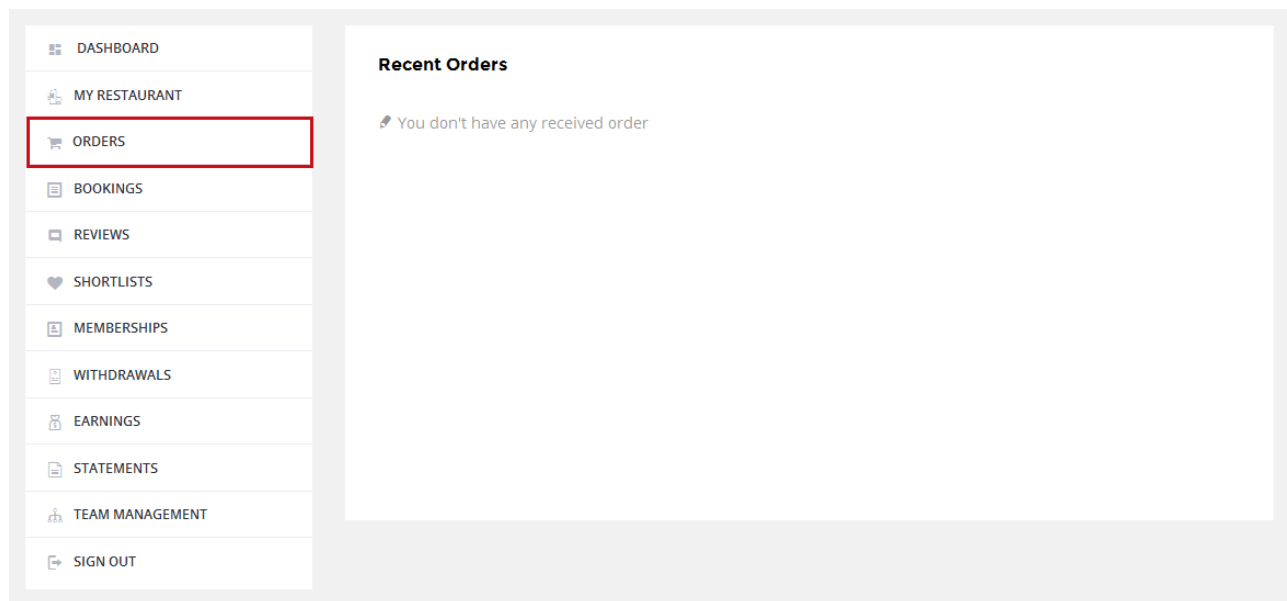 DASHBOARD
MY RESTAURANT
ORDERS
BOOKINGS
REVIEWS
SHORTLISTS
MEMBERSHIPS
WITHDRAWALS
EARNINGS
STATEMENTS
TEAM MANAGEMENT
SIGN OUT
Recent Orders
You don't have any received order